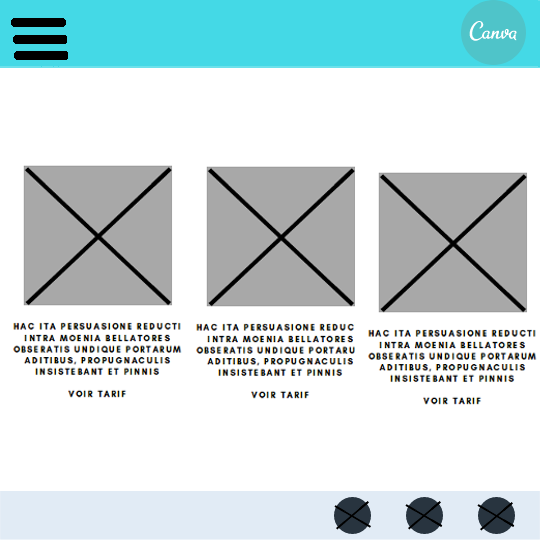 Canva
HAC ITA PERSUASIONE REDUCTI
INTRA MOENIA BELLATORES
OBSERATIS UNDIQUE PORTARUM
ADITIBUS, PROPUGNACULIS
INSISTEBANT ET PINNIS
VOIR TARIF
HAC ITA PERSUASIONE REDUC
INTRA MOENIA BELLATORES
OBSERATIS UNDIQUE PORTARU
ADITIBUS, PROPUGNACULIS
INSISTEBANT ET PINNIS
VOIR TARIF
HAC ITA PERSUASIONE REDUCTI
INTRA MOENIA BELLATORES
OBSERATIS UNDIQUE PORTARUM
ADITIBUS, PROPUGNACULIS
INSISTEBANT ET PINNIS
VOIR TARIF